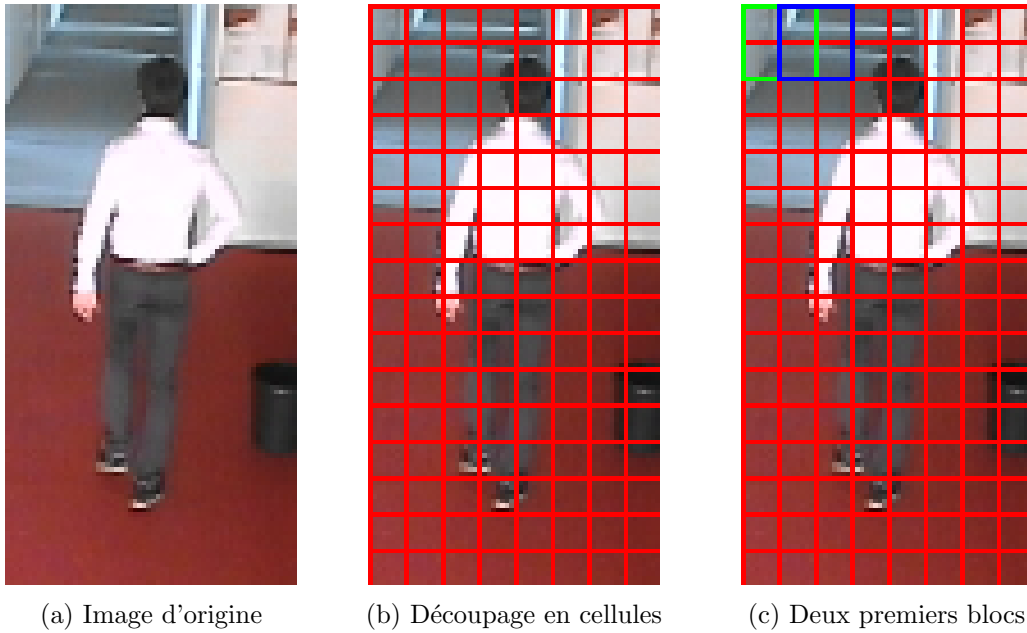 (a) Image d'origine
(b) Découpage en cellules
(c) Deux premiers blocs